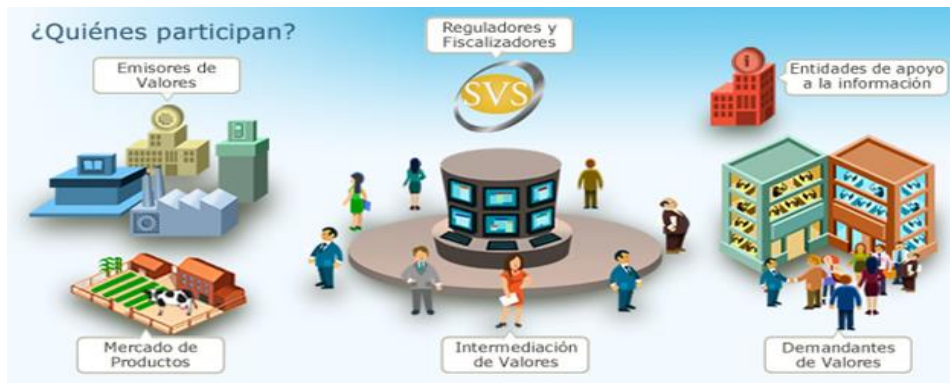 ¿Quiénes participan?
Reguladores y
Fiscalizadores
Emisores de
Valores
SVS
Entidades de apoyo
a la información
i
Mercado de
Productos
Intermediación
de Valores
Demandantes
de Valores